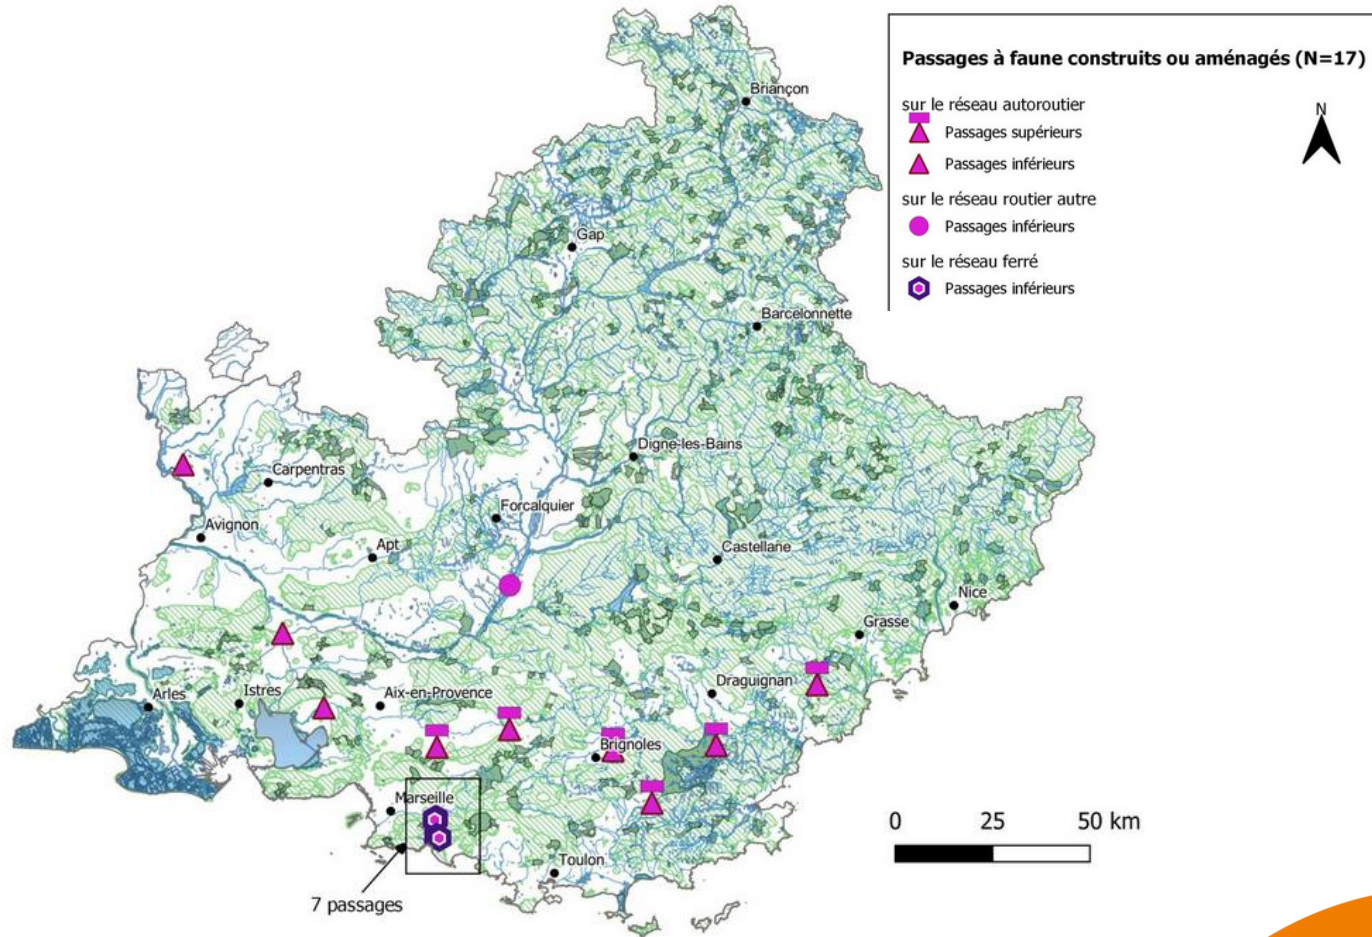 Passages à faune construits ou aménagés (N=17)
sur le réseau autoroutier
Passages supérieurs
Passages inférieurs
sur le réseau routier autre
Passages inférieurs
sur le réseau ferré
Passages inférieurs
N
Briançon
Gap
Barcelonnette
Digne-les-Bains
Carpentras
Forcalquier
Avignon
Apt
Castellane
Nice
Grasse
Arles
Istres
Aix-en-Provence
Draguignan
Brignoles
Marseille
Toulon
7 passages
0 25 50 km